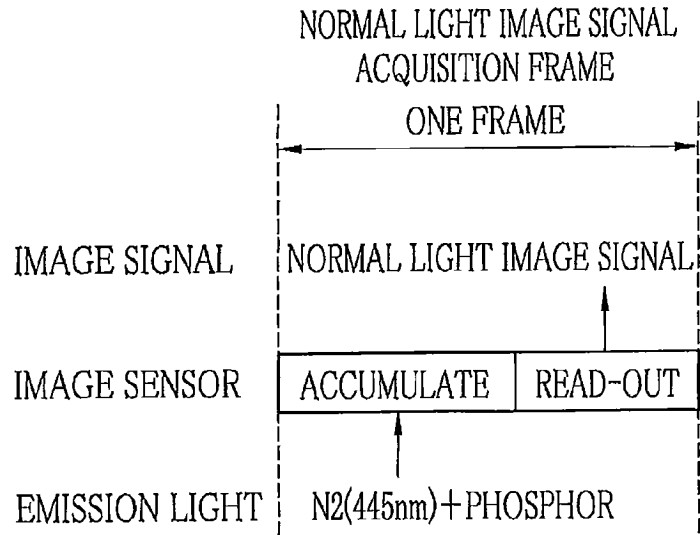 NORMAL LIGHT IMAGE SIGNAL
ACQUISITION FRAME
ONE FRAME
IMAGE SIGNAL
NORMAL LIGHT IMAGE SIGNAL
IMAGE SENSOR
ACCUMULATE
READ-OUT
EMISSION LIGHT
N2(445nm)+PHOSPHOR